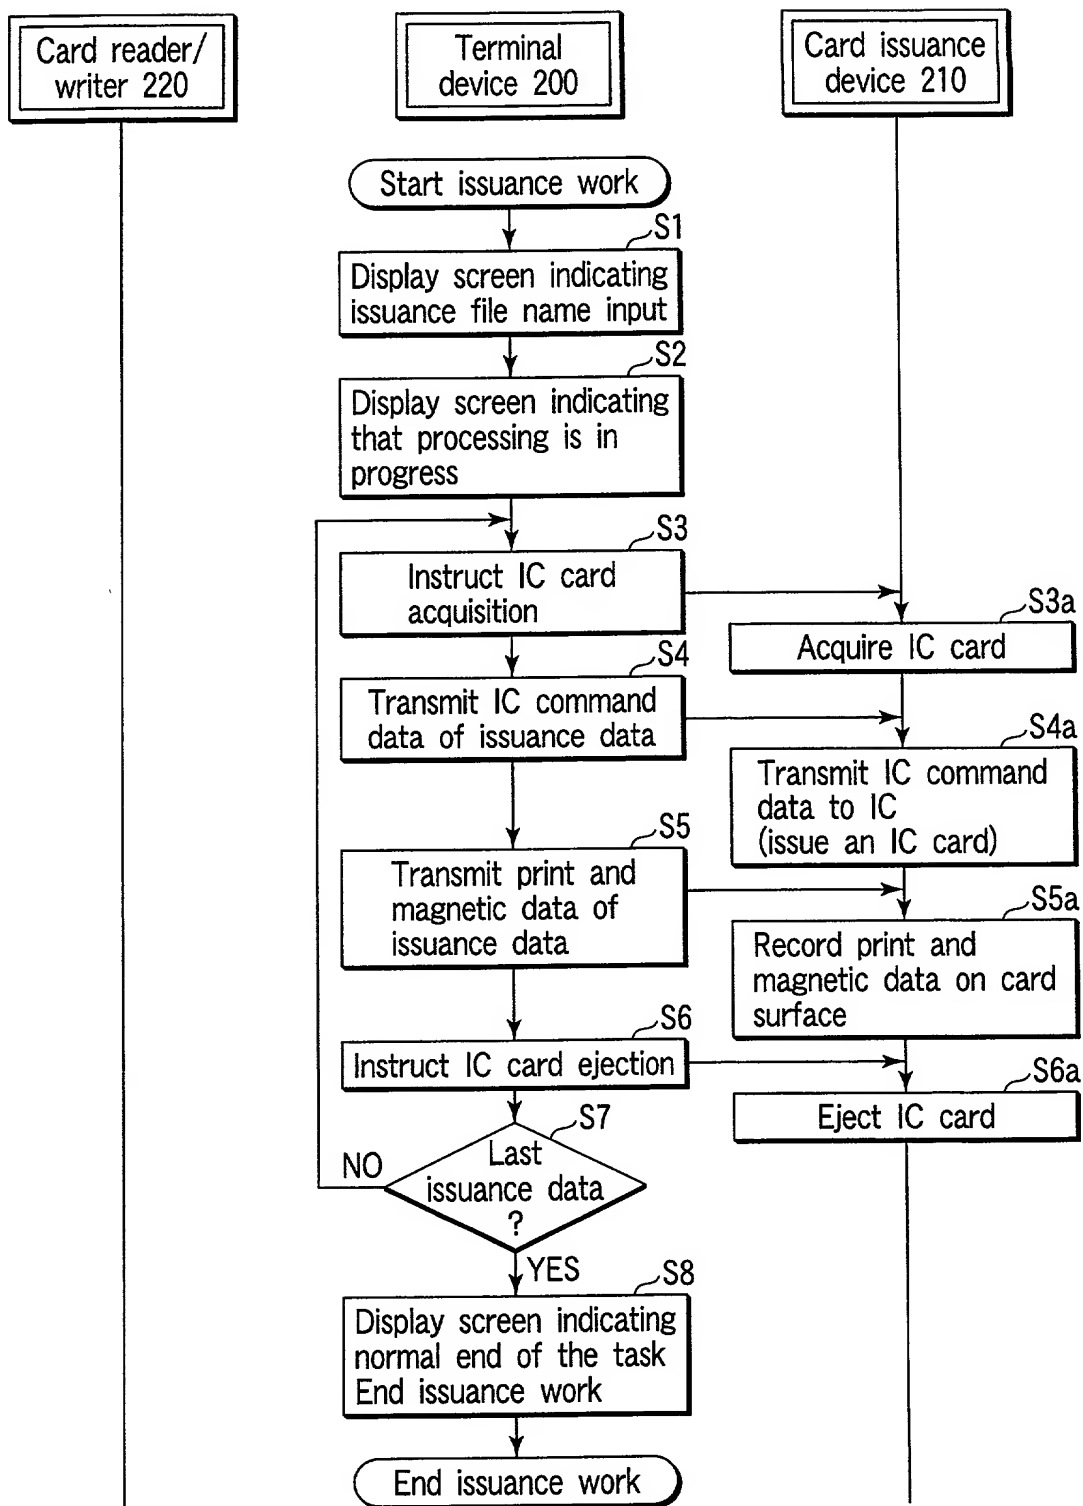 Card reader/
writer 220
Terminal
device 200
Card issuance
device 210
Start issuance work
S1
Display screen indicating
issuance file name input
S2
Display screen indicating
that processing is in
progress
S3
Instruct IC card
acquisition
S3a
Acquire IC card
S4
Transmit IC command
data of issuance data
S4a
Transmit IC command
data to IC
(issue an IC card)
S5
Transmit print and
magnetic data of
issuance data
S5a
Record print and
magnetic data on card
surface
S6
Instruct IC card ejection
S6a
Eject IC card
S7
Last
issuance data
?
NO
YES
S8
Display screen indicating
normal end of the task
End issuance work
End issuance work